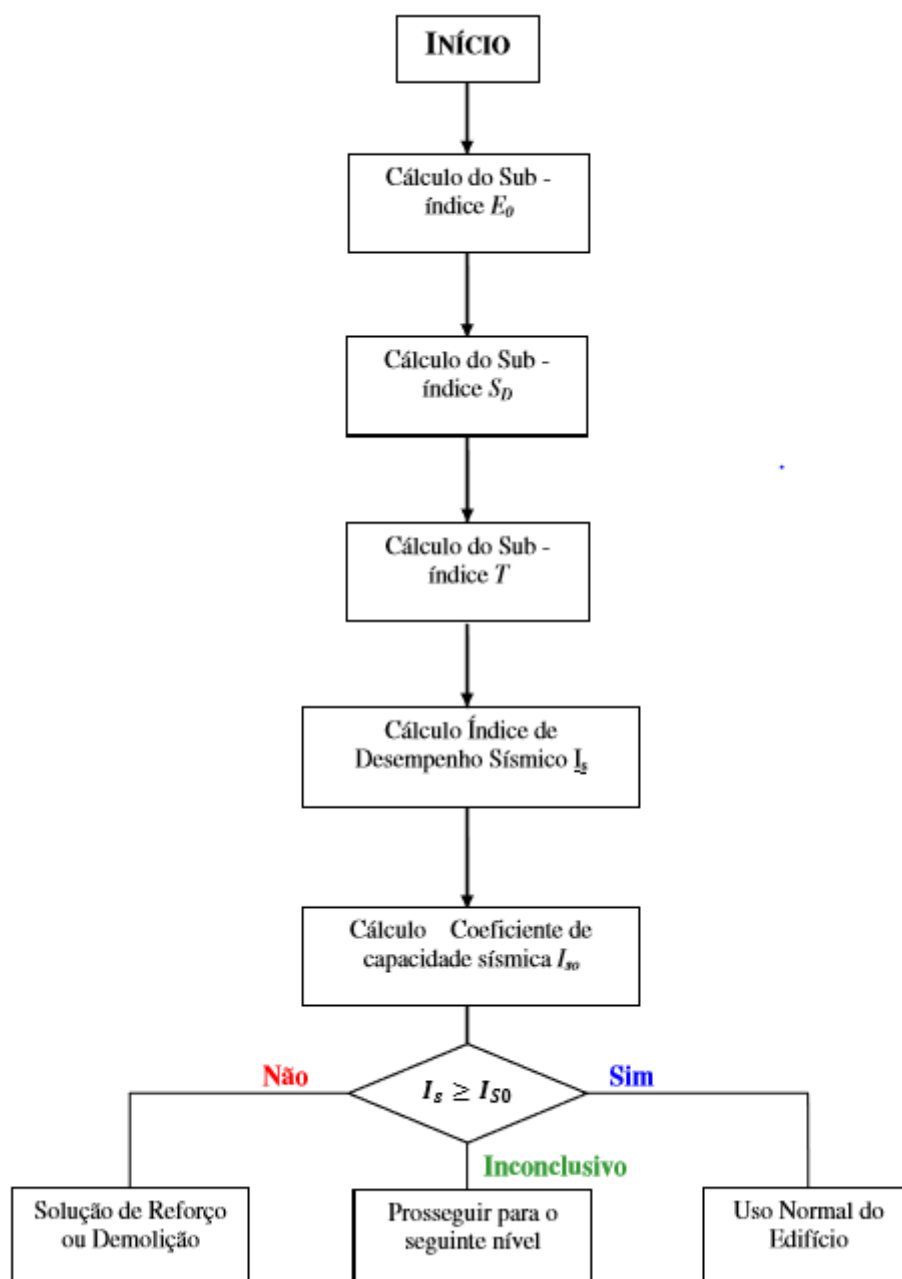 INÍCIO
Cálculo do Sub -
índice E0
Cálculo do Sub -
índice SD
Cálculo do Sub -
índice T
Cálculo Índice de
Desempenho Sísmico Is
Cálculo Coeficiente de
capacidade sísmica Iso
Não
Is ≥ IS0
Sim
Inconclusivo
Solução de Reforço
ou Demolição
Prosseguir para o
seguinte nível
Uso Normal do
Edifício